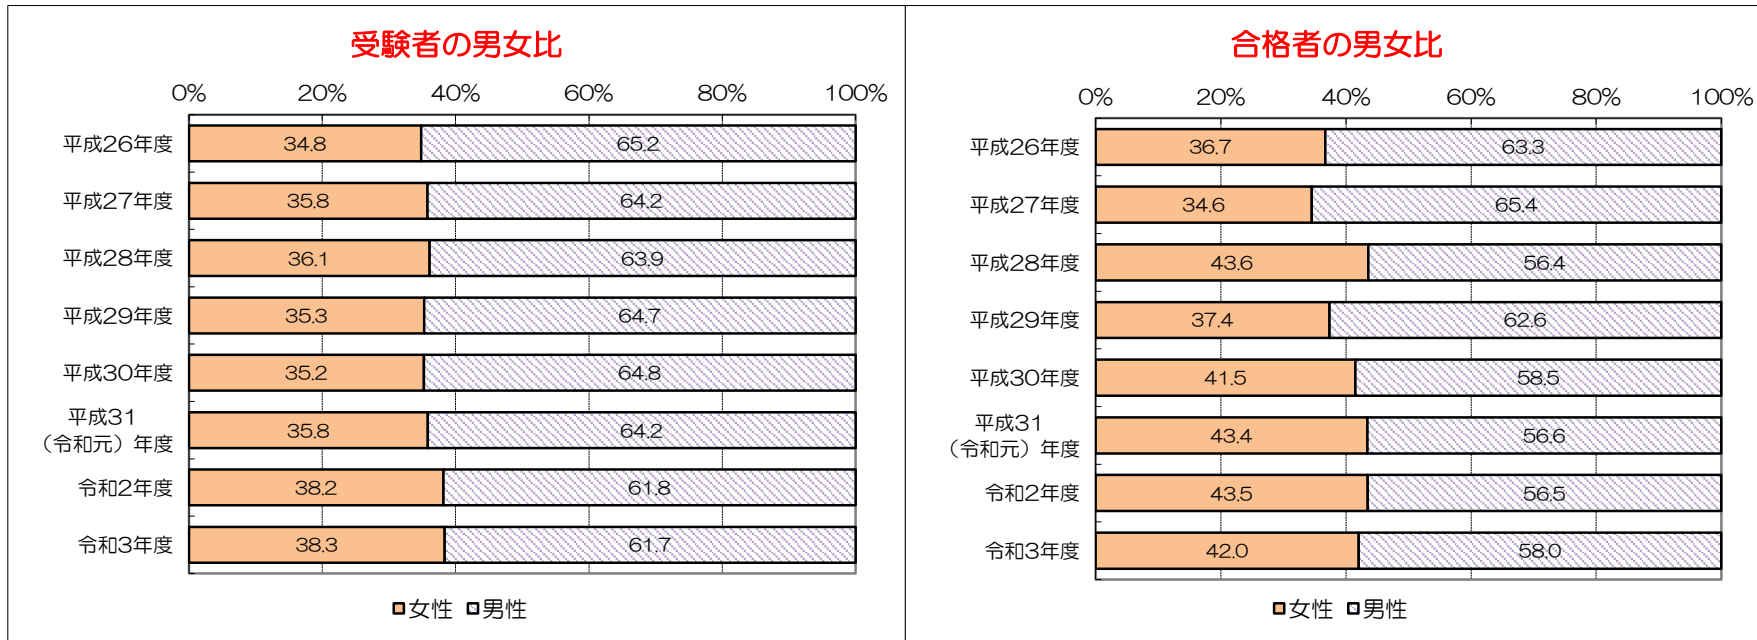 受験者の男女比
0% 20% 40% 60% 80% 100%
平成26年度 34.8 65.2
平成27年度 35.8 64.2
平成28年度 36.1 63.9
平成29年度 35.3 64.7
平成30年度 35.2 64.8
平成31
（令和元）年度 35.8 64.2
令和2年度 38.2 61.8
令和3年度 38.3 61.7
女性 男性
合格者の男女比
0% 20% 40% 60% 80% 100%
平成26年度 36.7 63.3
平成27年度 34.6 65.4
平成28年度 43.6 56.4
平成29年度 37.4 62.6
平成30年度 41.5 58.5
平成31
（令和元）年度 43.4 56.6
令和2年度 43.5 56.5
令和3年度 42.0 58.0
女性 男性